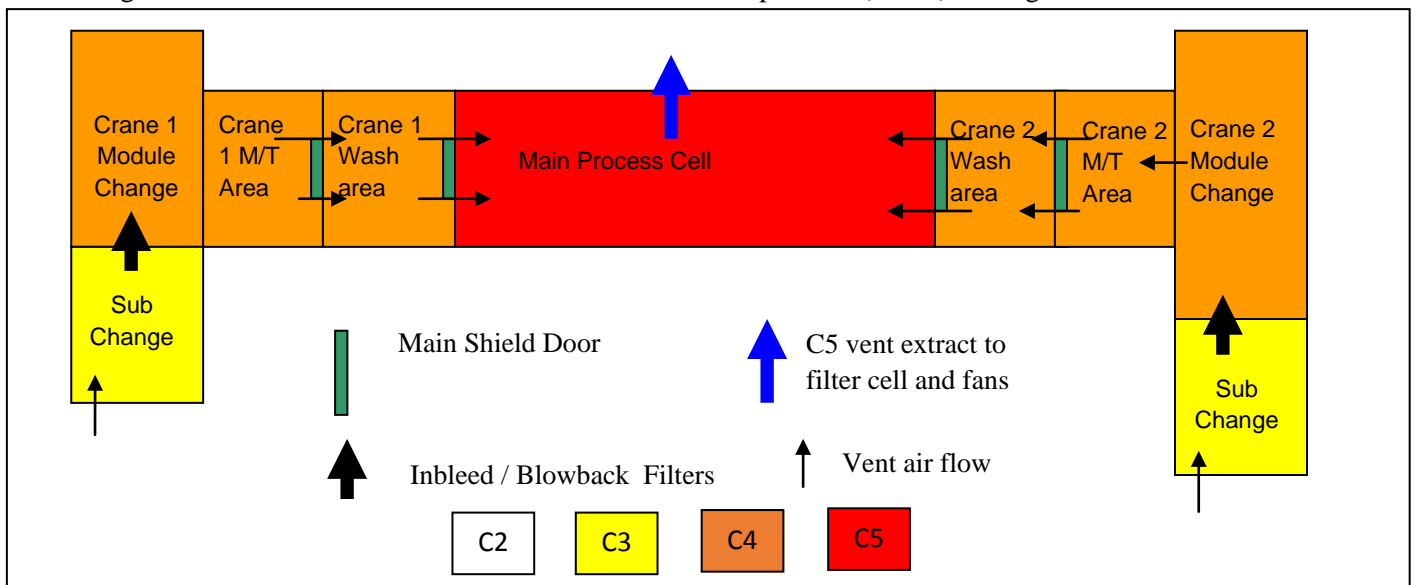 Crane 1
Module
Change
Crane
1 M/T
Area
Crane 1
Wash
area
Main Process Cell
Crane 2
Wash
area
Crane 2
M/T
Area
Crane 2
Module
Change
Sub
Change
Main Shield Door
C5 vent extract to
filter cell and fans
Sub
Change
Inbleed / Blowback Filters
Vent air flow
C2
C3
C4
C5